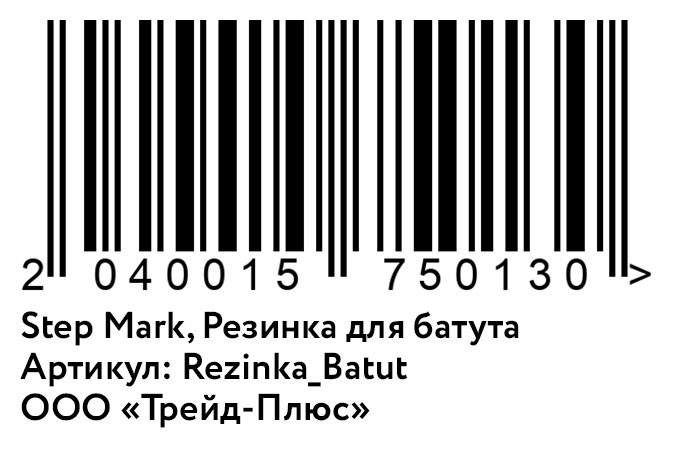 2 040015 750130 >
Step Mark, Резинка для батута
Артикул: Rezinka_Batut
ООО «Трейд-Плюс»